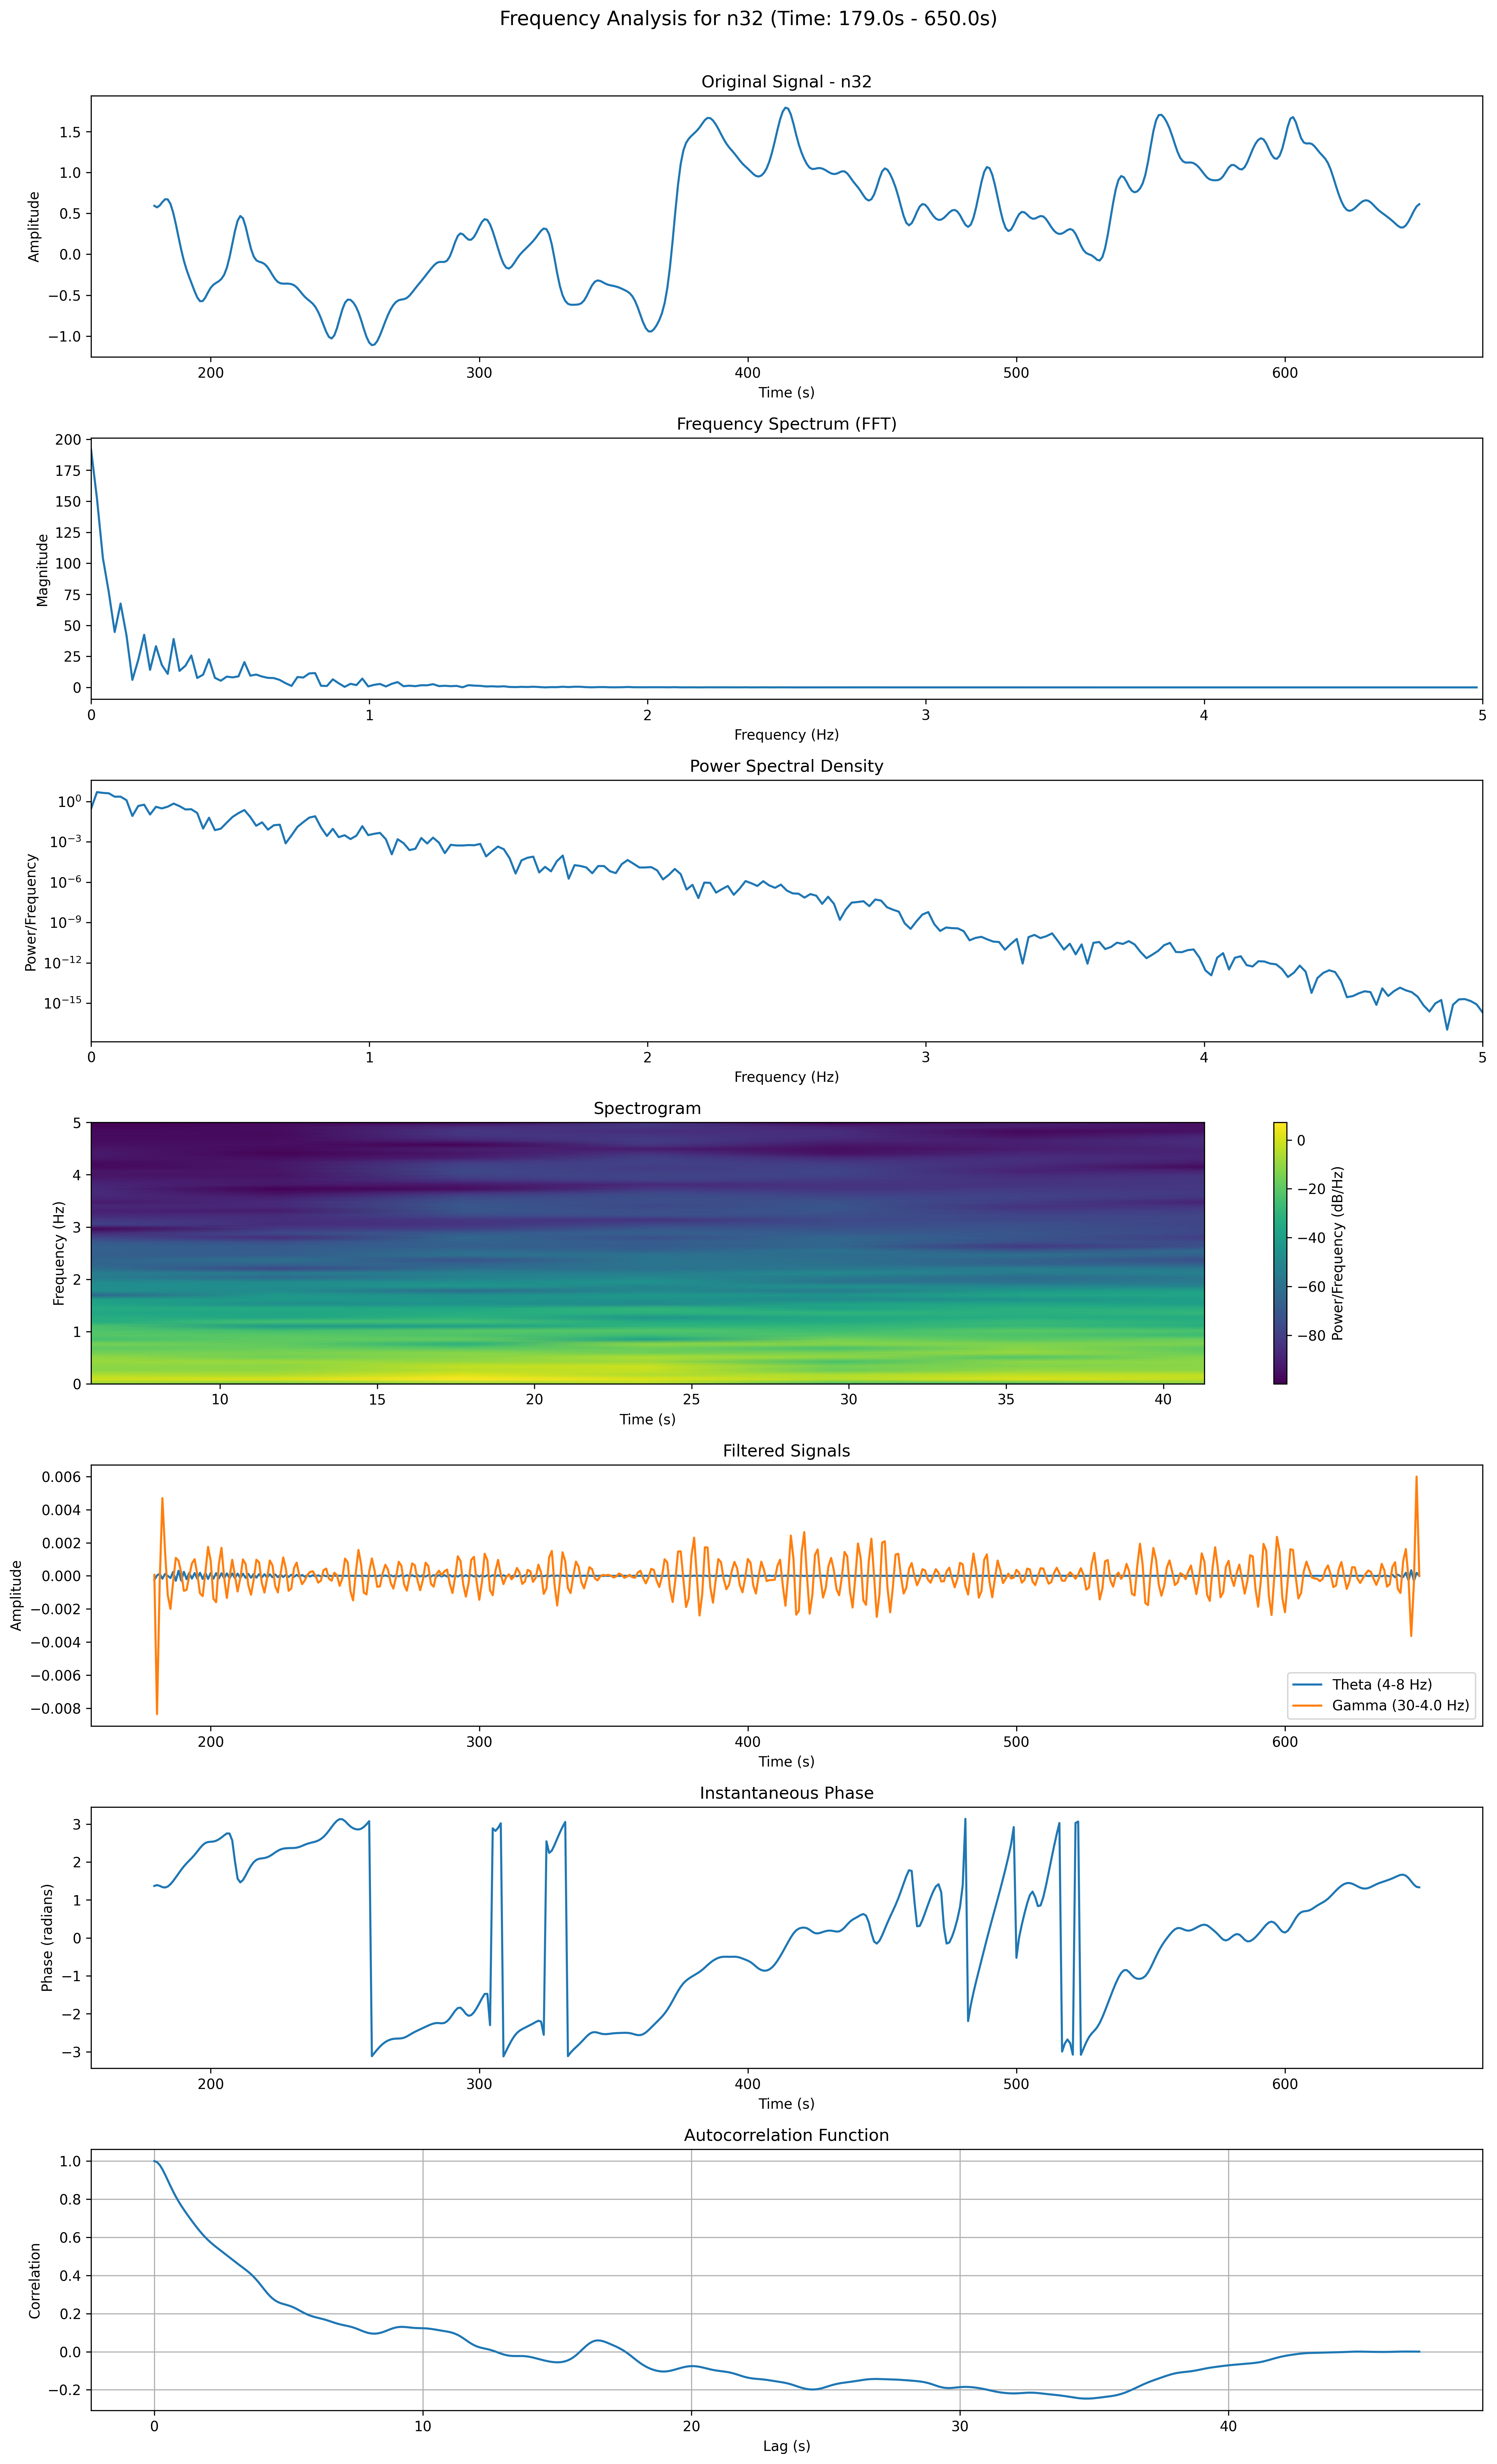 Frequency Analysis for n32 (Time: 179.0s - 650.0s)
Original Signal - n32
1.5
1.0
0.5
0.0
−0.5
−1.0
Amplitude
200 300 400 500 600
Time (s)
Frequency Spectrum (FFT)
200
175
150
125
100
75
50
25
0
Magnitude
0 1 2 3 4 5
Frequency (Hz)
Power Spectral Density
10⁰
10⁻³
10⁻⁶
10⁻⁹
10⁻¹²
10⁻¹⁵
Power/Frequency
0 1 2 3 4 5
Frequency (Hz)
Spectrogram
5
4
3
2
1
0
Frequency (Hz)
10 15 20 25 30 35 40
Time (s)
0
−20
−40
−60
−80
Power/Frequency (dB/Hz)
Filtered Signals
0.006
0.004
0.002
0.000
−0.002
−0.004
−0.006
−0.008
Amplitude
Theta (4-8 Hz)
Gamma (30-4.0 Hz)
200 300 400 500 600
Time (s)
Instantaneous Phase
3
2
1
0
−1
−2
−3
Phase (radians)
200 300 400 500 600
Time (s)
Autocorrelation Function
1.0
0.8
0.6
0.4
0.2
0.0
−0.2
Correlation
0 10 20 30 40
Lag (s)